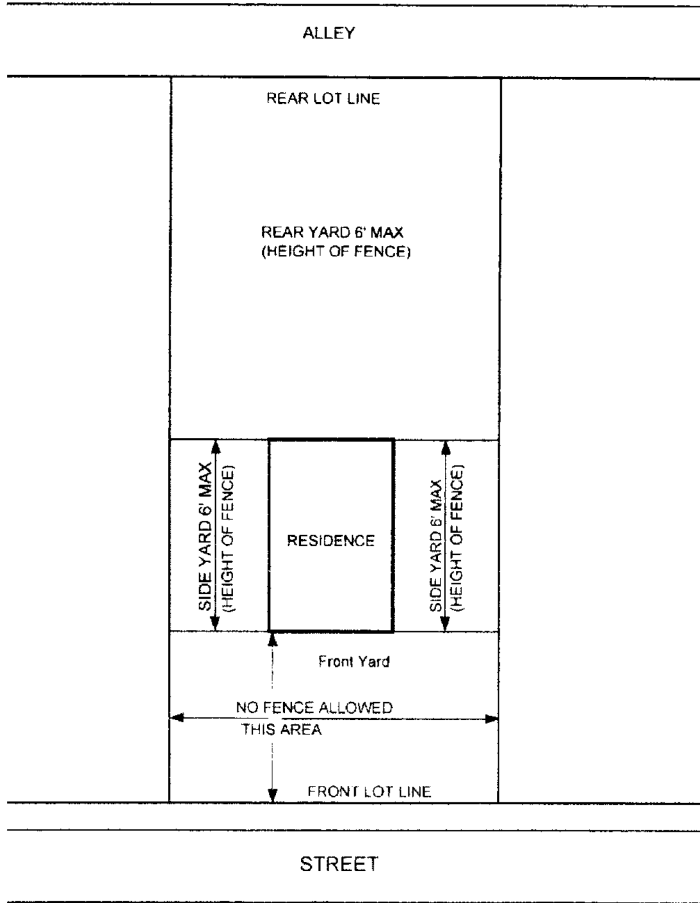 ALLEY
REAR LOT LINE
REAR YARD 6' MAX
(HEIGHT OF FENCE)
SIDE YARD 6' MAX
(HEIGHT OF FENCE)
RESIDENCE
SIDE YARD 6' MAX
(HEIGHT OF FENCE)
Front Yard
NO FENCE ALLOWED
THIS AREA
FRONT LOT LINE
STREET